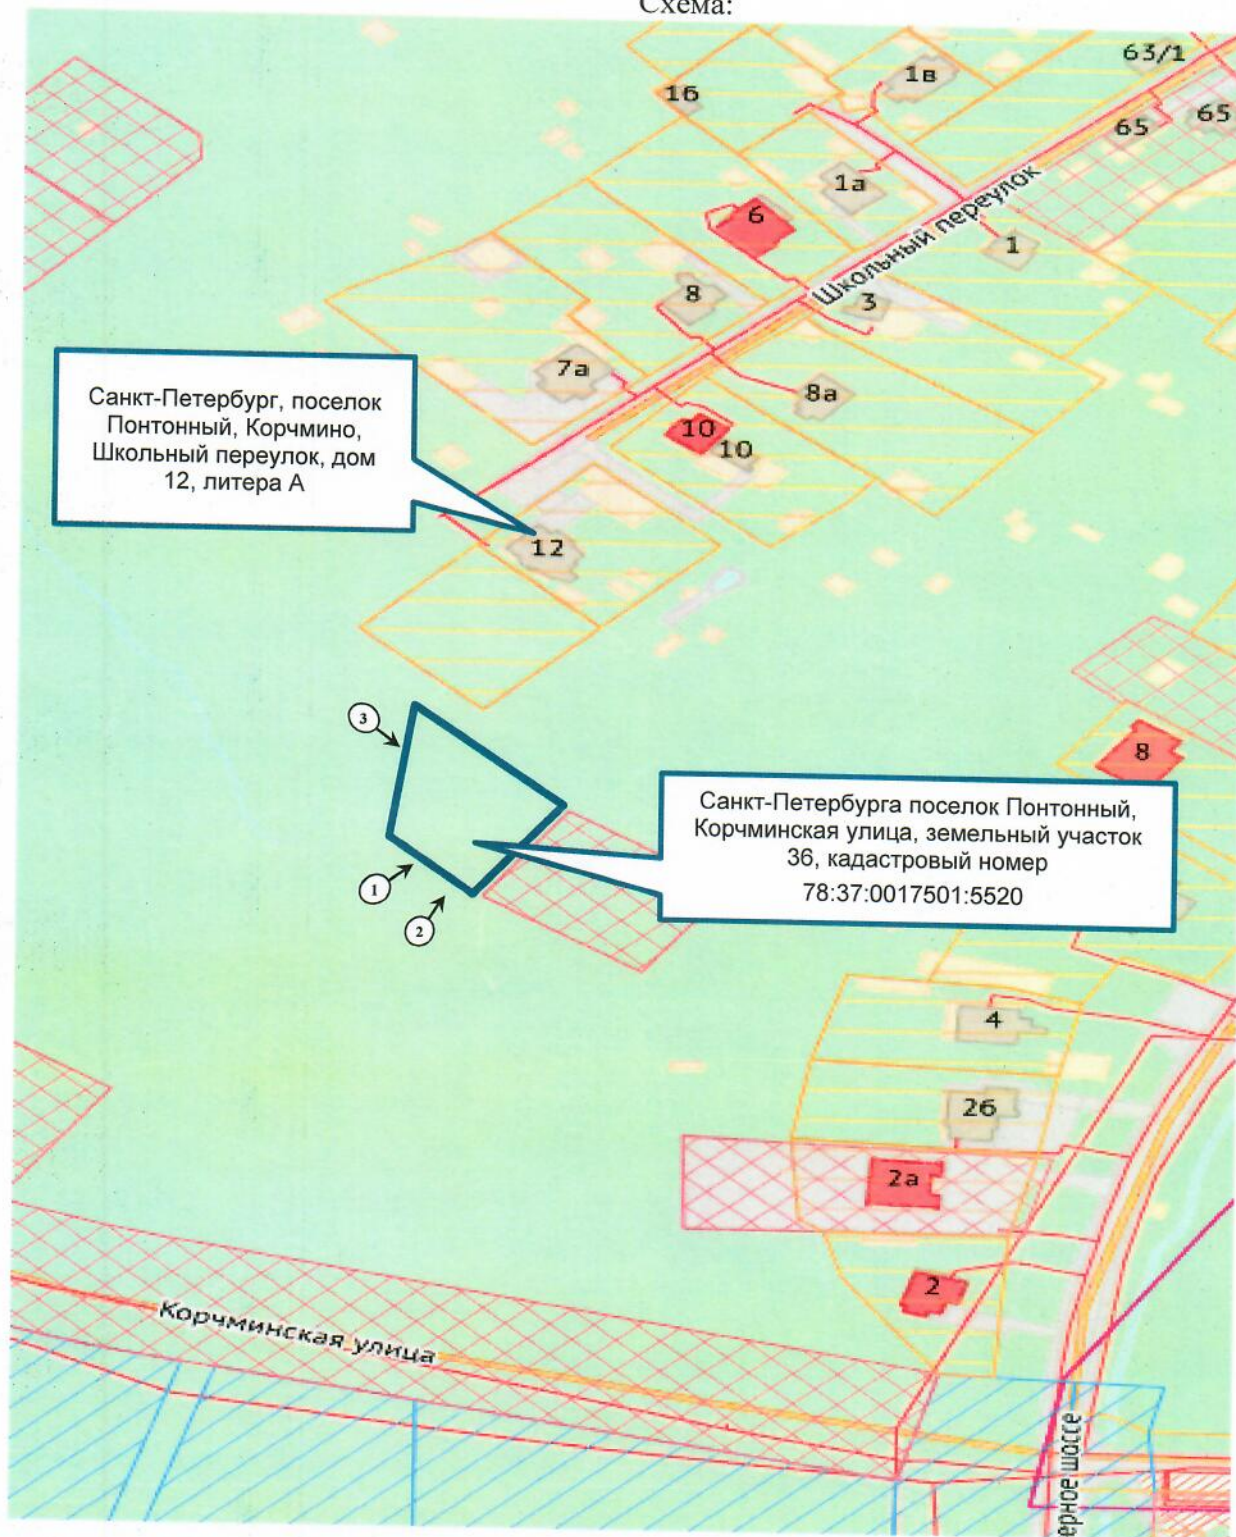 Схема:
63/1
1в
1б
65
65
1а
6
Школьный переулок
1
8
3
7а
8а
Санкт-Петербург, поселок
Понтонный, Корчмино,
Школьный переулок, дом
12, литера А
10
10
12
3
8
Санкт-Петербурга поселок Понтонный,
Корчминская улица, земельный участок
36, кадастровый номер
78:37:0017501:5520
1
2
4
2б
2а
2
Корчминская улица
ерное шоссе